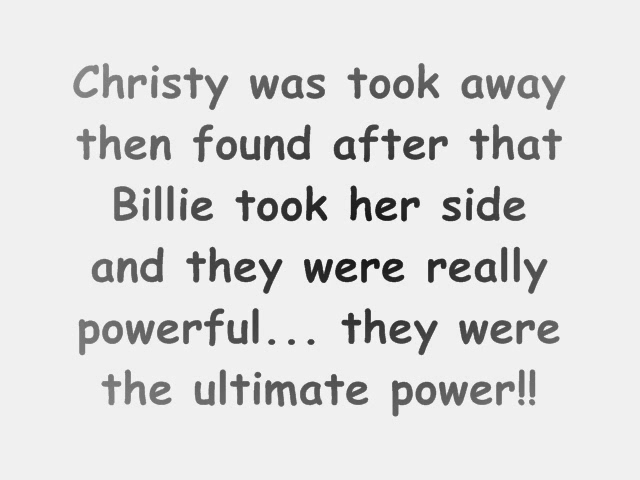 Christy was took away
then found after that
Billie took her side
and they were really
powerful... they were
the ultimate power!!